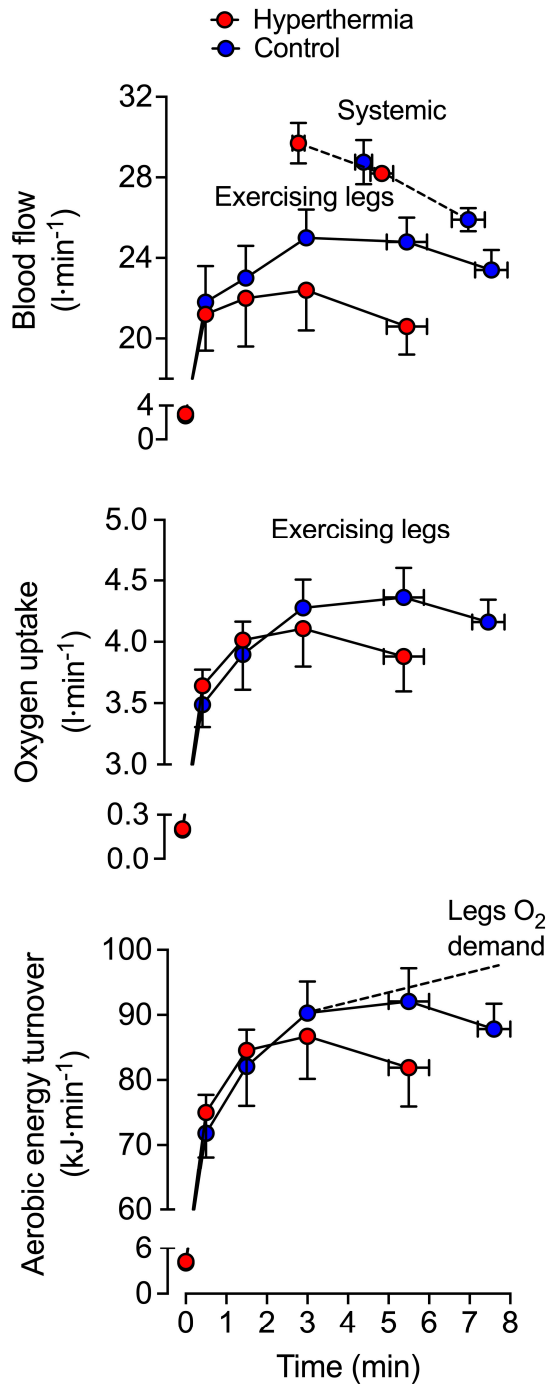 Hyperthermia
Control
32
28
24
20
4
0
Blood flow
(l·min⁻¹)
Systemic
Exercising legs
5.0
4.5
4.0
3.5
3.0
0.3
0.0
Oxygen uptake
(l·min⁻¹)
Exercising legs
100
90
80
70
60
6
0
Aerobic energy turnover
(kJ·min⁻¹)
Legs O₂
demand
0 1 2 3 4 5 6 7 8
Time (min)